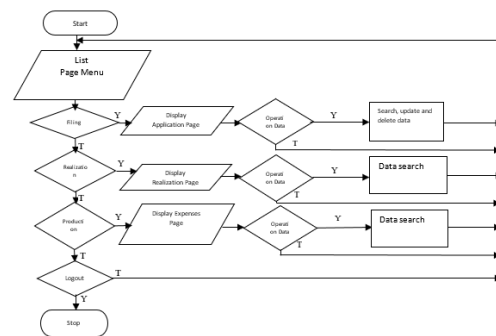 Start
List
Page Menu
Filing
Y
Display
Application Page
Operati
on Data
Y
Search, update and
delete data
T
T
Realizatio
n
Y
Display
Realization Page
Operati
on Data
Y
Data search
T
T
Producti
on
Y
Display Expenses
Page
Operati
on Data
Y
Data search
T
T
Logout
T
Y
Stop